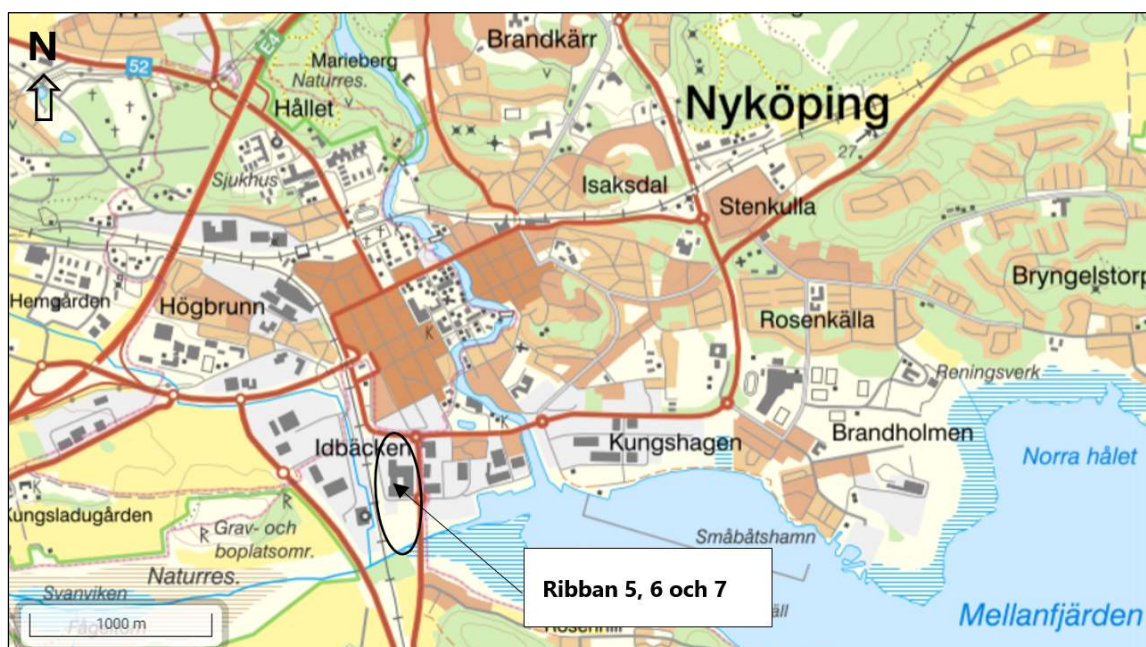 N
52
E4
Marieberg
Naturres.
Brandkärr
Hållet
Nyköping
27
Sjukhus
Isaksdal
Stenkulla
Hemgården
Högbrunn
Bryngelstorp
Rosenkälla
Reningsverk
K
Idbäcken
K
Kungshagen
Brandholmen
Norra hålet
K
Kungsladugården
R
R
Grav- och
boplatsomr.
Småbåtshamn
Naturres.
Svanviken
Ribban 5, 6 och 7
1000 m
Mellanfjärden